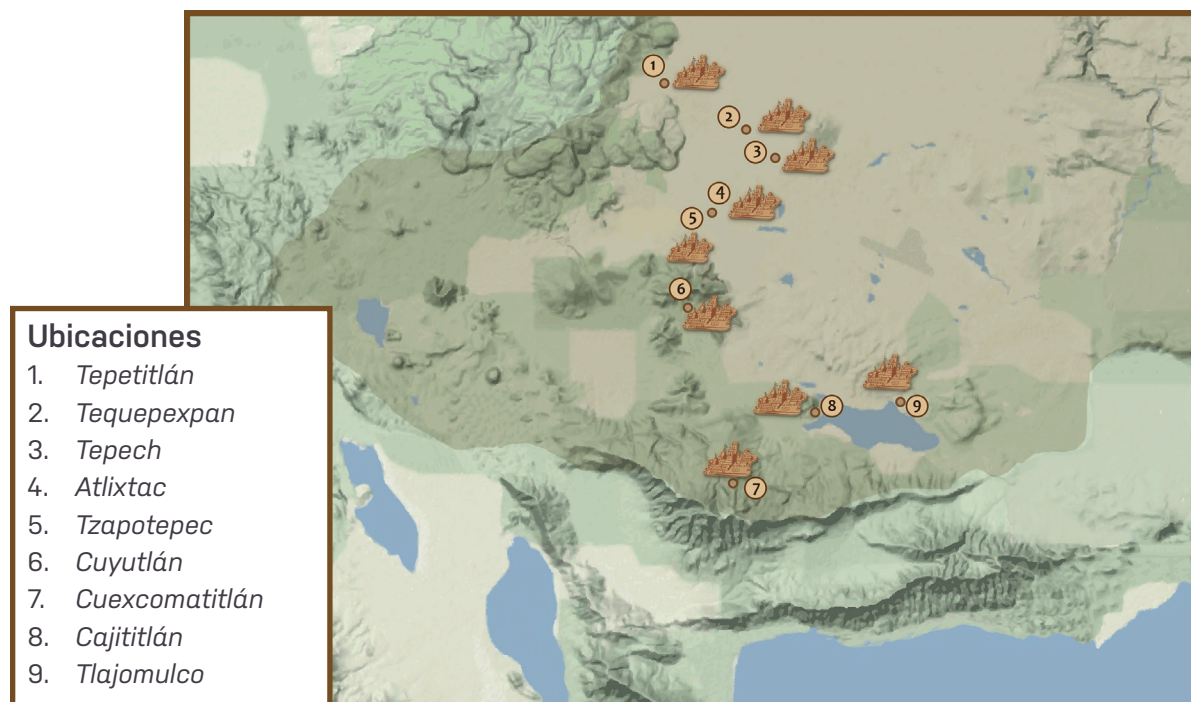 1
2
3
4
5
6
8
9
7
Ubicaciones
1. Tepetitlán
2. Tequepexpan
3. Tepech
4. Atlixtac
5. Tzapotepec
6. Cuyutlán
7. Cuexcomatitlán
8. Cajititlán
9. Tlajomulco